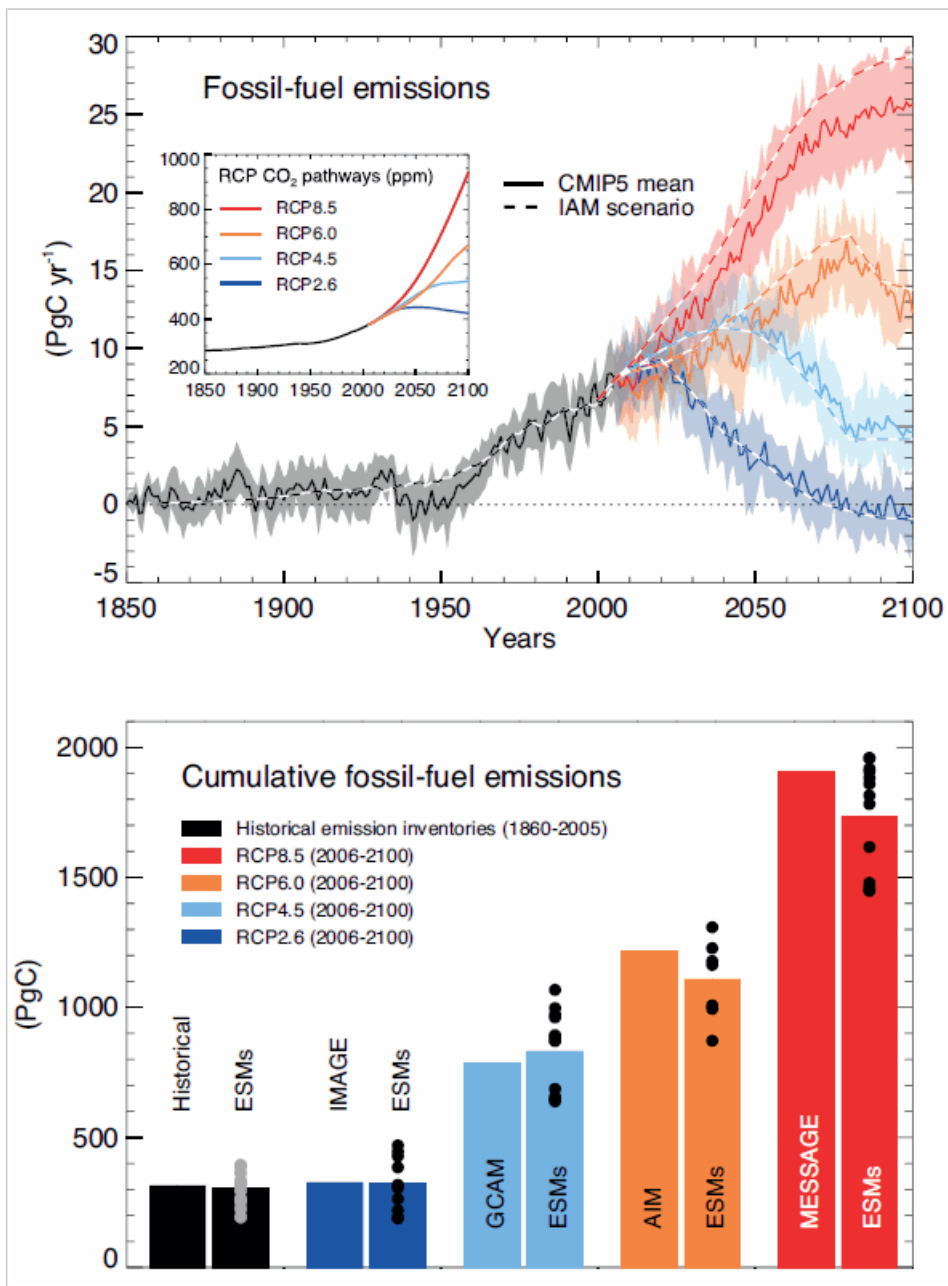 30
25
20
15
10
5
0
-5
(PgC yr⁻¹)
Fossil-fuel emissions
1000
800
600
400
200
RCP CO₂ pathways (ppm)
RCP8.5
RCP6.0
RCP4.5
RCP2.6
1850 1900 1950 2000 2050 2100
CMIP5 mean
IAM scenario
1850 1900 1950 2000 2050 2100
Years
2000
1500
1000
500
0
(PgC)
Cumulative fossil-fuel emissions
Historical emission inventories (1860-2005)
RCP8.5 (2006-2100)
RCP6.0 (2006-2100)
RCP4.5 (2006-2100)
RCP2.6 (2006-2100)
Historical
ESMs
IMAGE
ESMs
GCAM
ESMs
AIM
ESMs
MESSAGE
ESMs